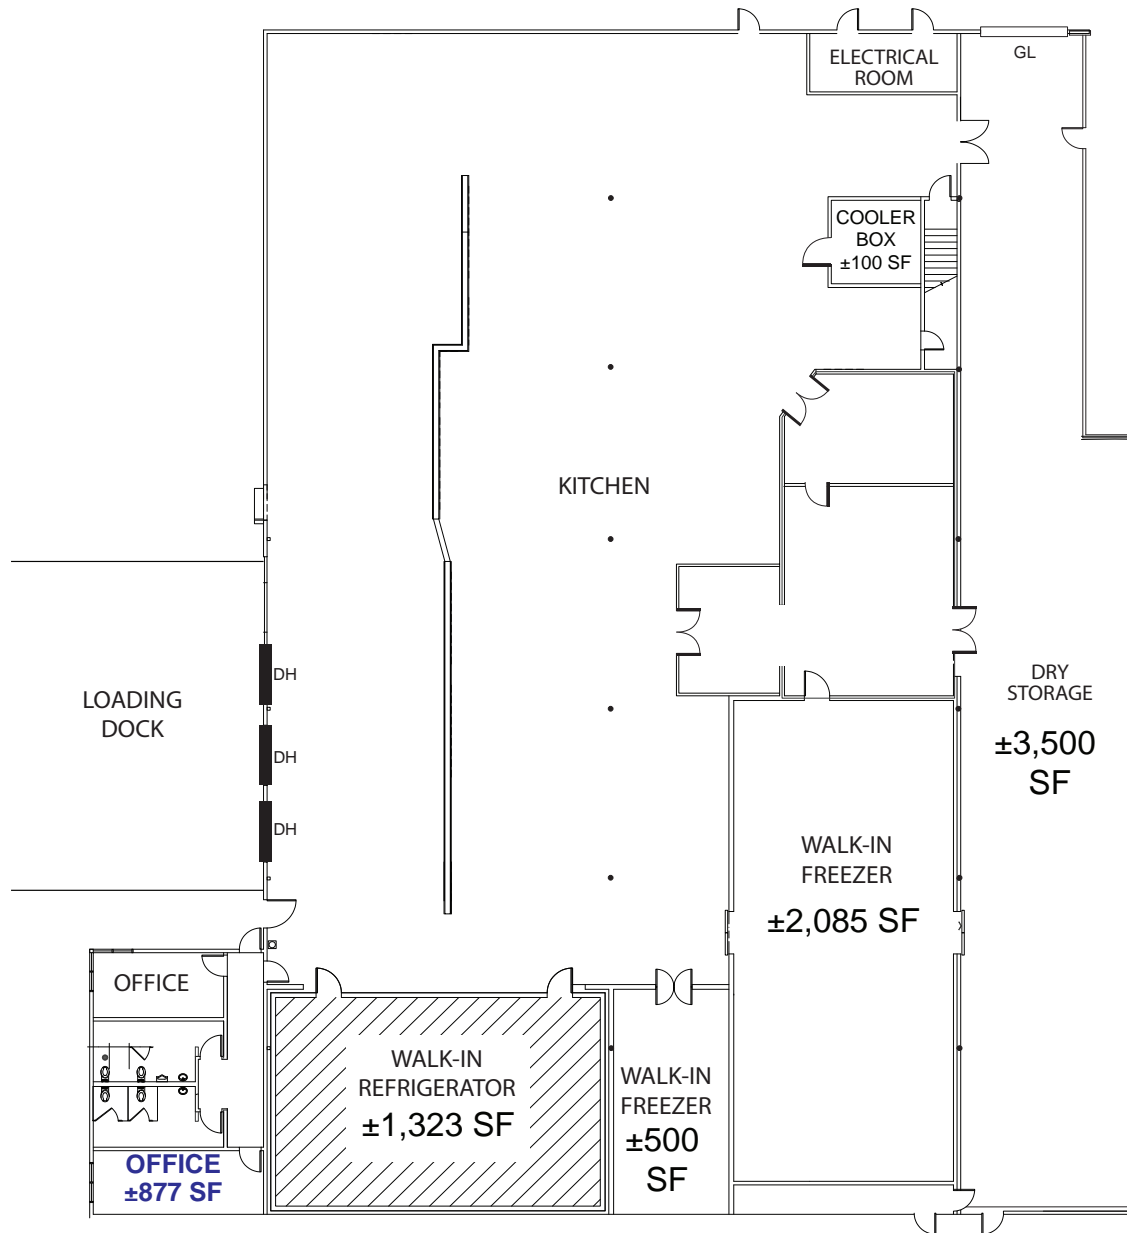 ELECTRICAL
ROOM
GL
COOLER
BOX
±100 SF
KITCHEN
DH
LOADING
DOCK
DH
DH
DRY
STORAGE
±3,500
SF
WALK-IN
FREEZER
±2,085 SF
OFFICE
WALK-IN
REFRIGERATOR
±1,323 SF
WALK-IN
FREEZER
±500
SF
OFFICE
±877 SF